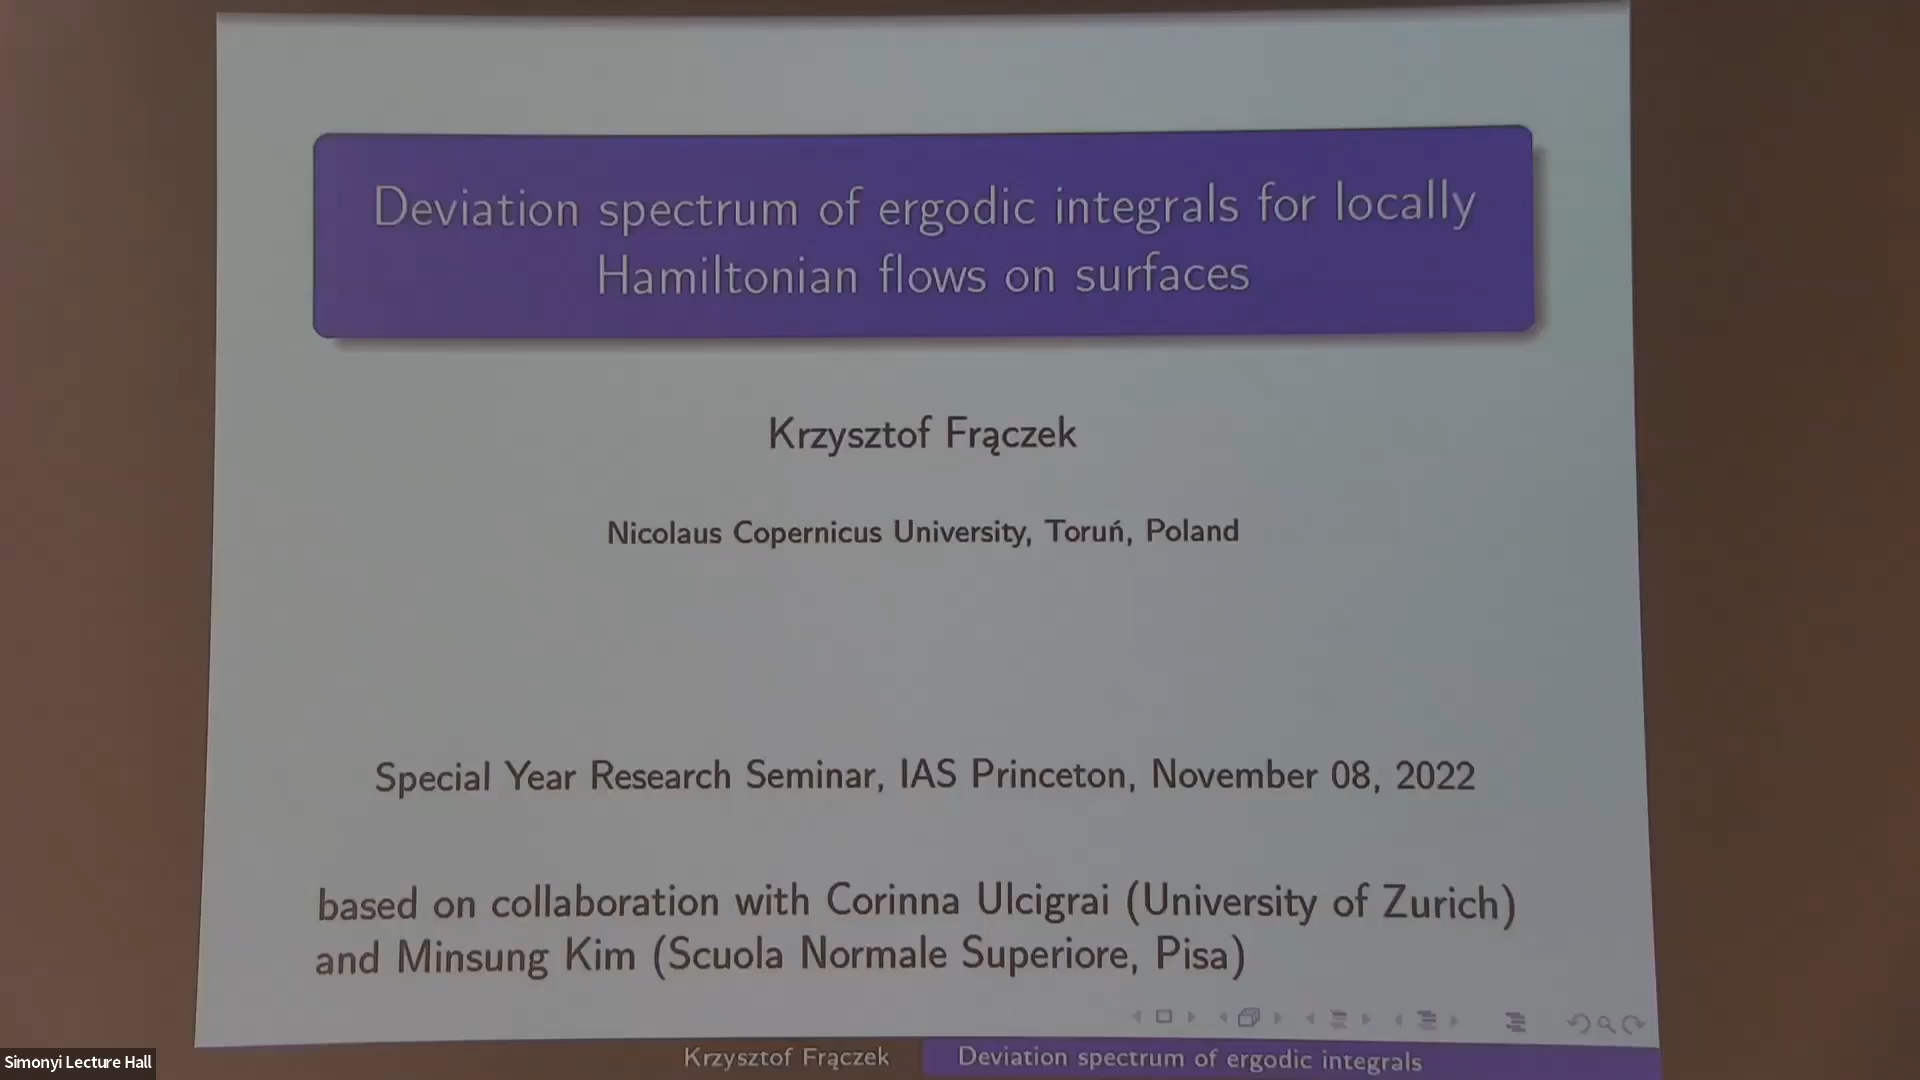 Deviation spectrum of ergodic integrals for locally
Hamiltonian flows on surfaces
Krzysztof Frączek
Nicolaus Copernicus University, Toruń, Poland
Special Year Research Seminar, IAS Princeton, November 08, 2022
based on collaboration with Corinna Ulcigrai (University of Zurich)
and Minsung Kim (Scuola Normale Superiore, Pisa)
Krzysztof Frączek
Deviation spectrum of ergodic integrals
Simonyi Lecture Hall